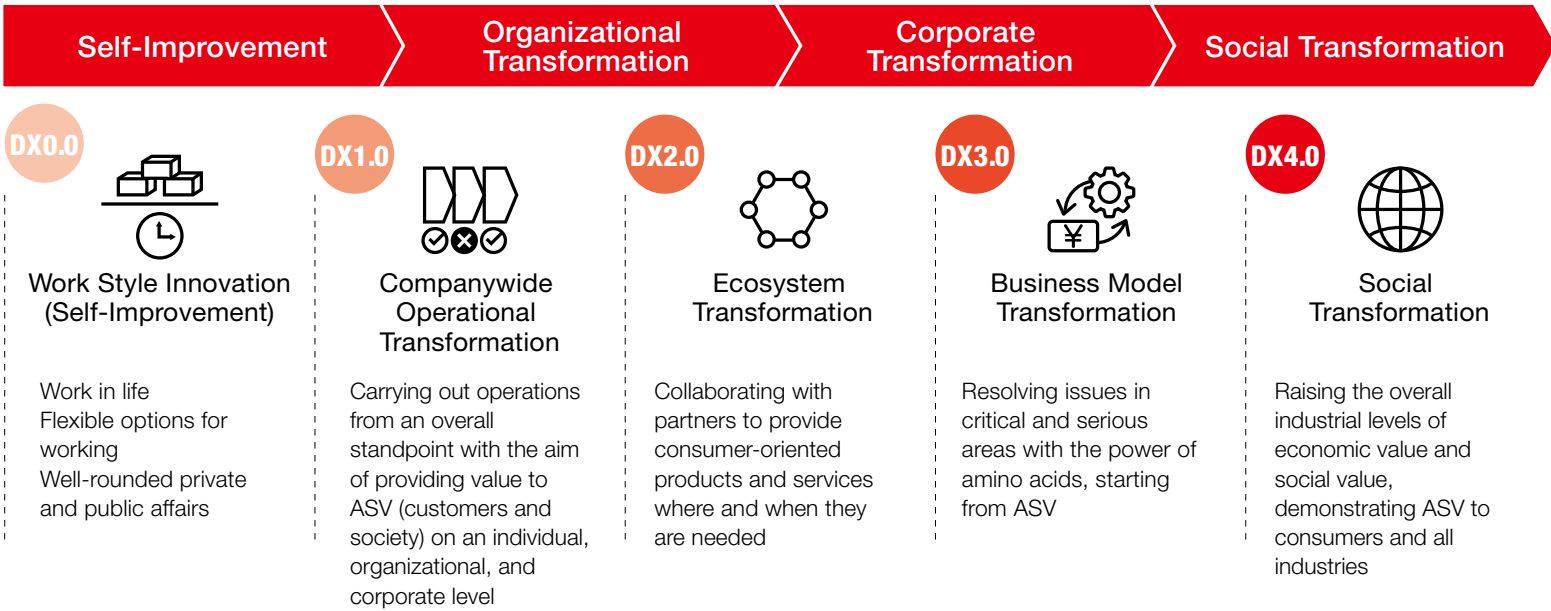 Self-Improvement
Organizational
Transformation
Corporate
Transformation
Social Transformation
DX0.0
Work Style Innovation
(Self-Improvement)
Work in life
Flexible options for
working
Well-rounded private
and public affairs
DX1.0
Companywide
Operational
Transformation
Carrying out operations
from an overall
standpoint with the aim
of providing value to
ASV (customers and
society) on an individual,
organizational, and
corporate level
DX2.0
Ecosystem
Transformation
Collaborating with
partners to provide
consumer-oriented
products and services
where and when they
are needed
DX3.0
¥
Business Model
Transformation
Resolving issues in
critical and serious
areas with the power of
amino acids, starting
from ASV
DX4.0
Social
Transformation
Raising the overall
industrial levels of
economic value and
social value,
demonstrating ASV to
consumers and all
industries